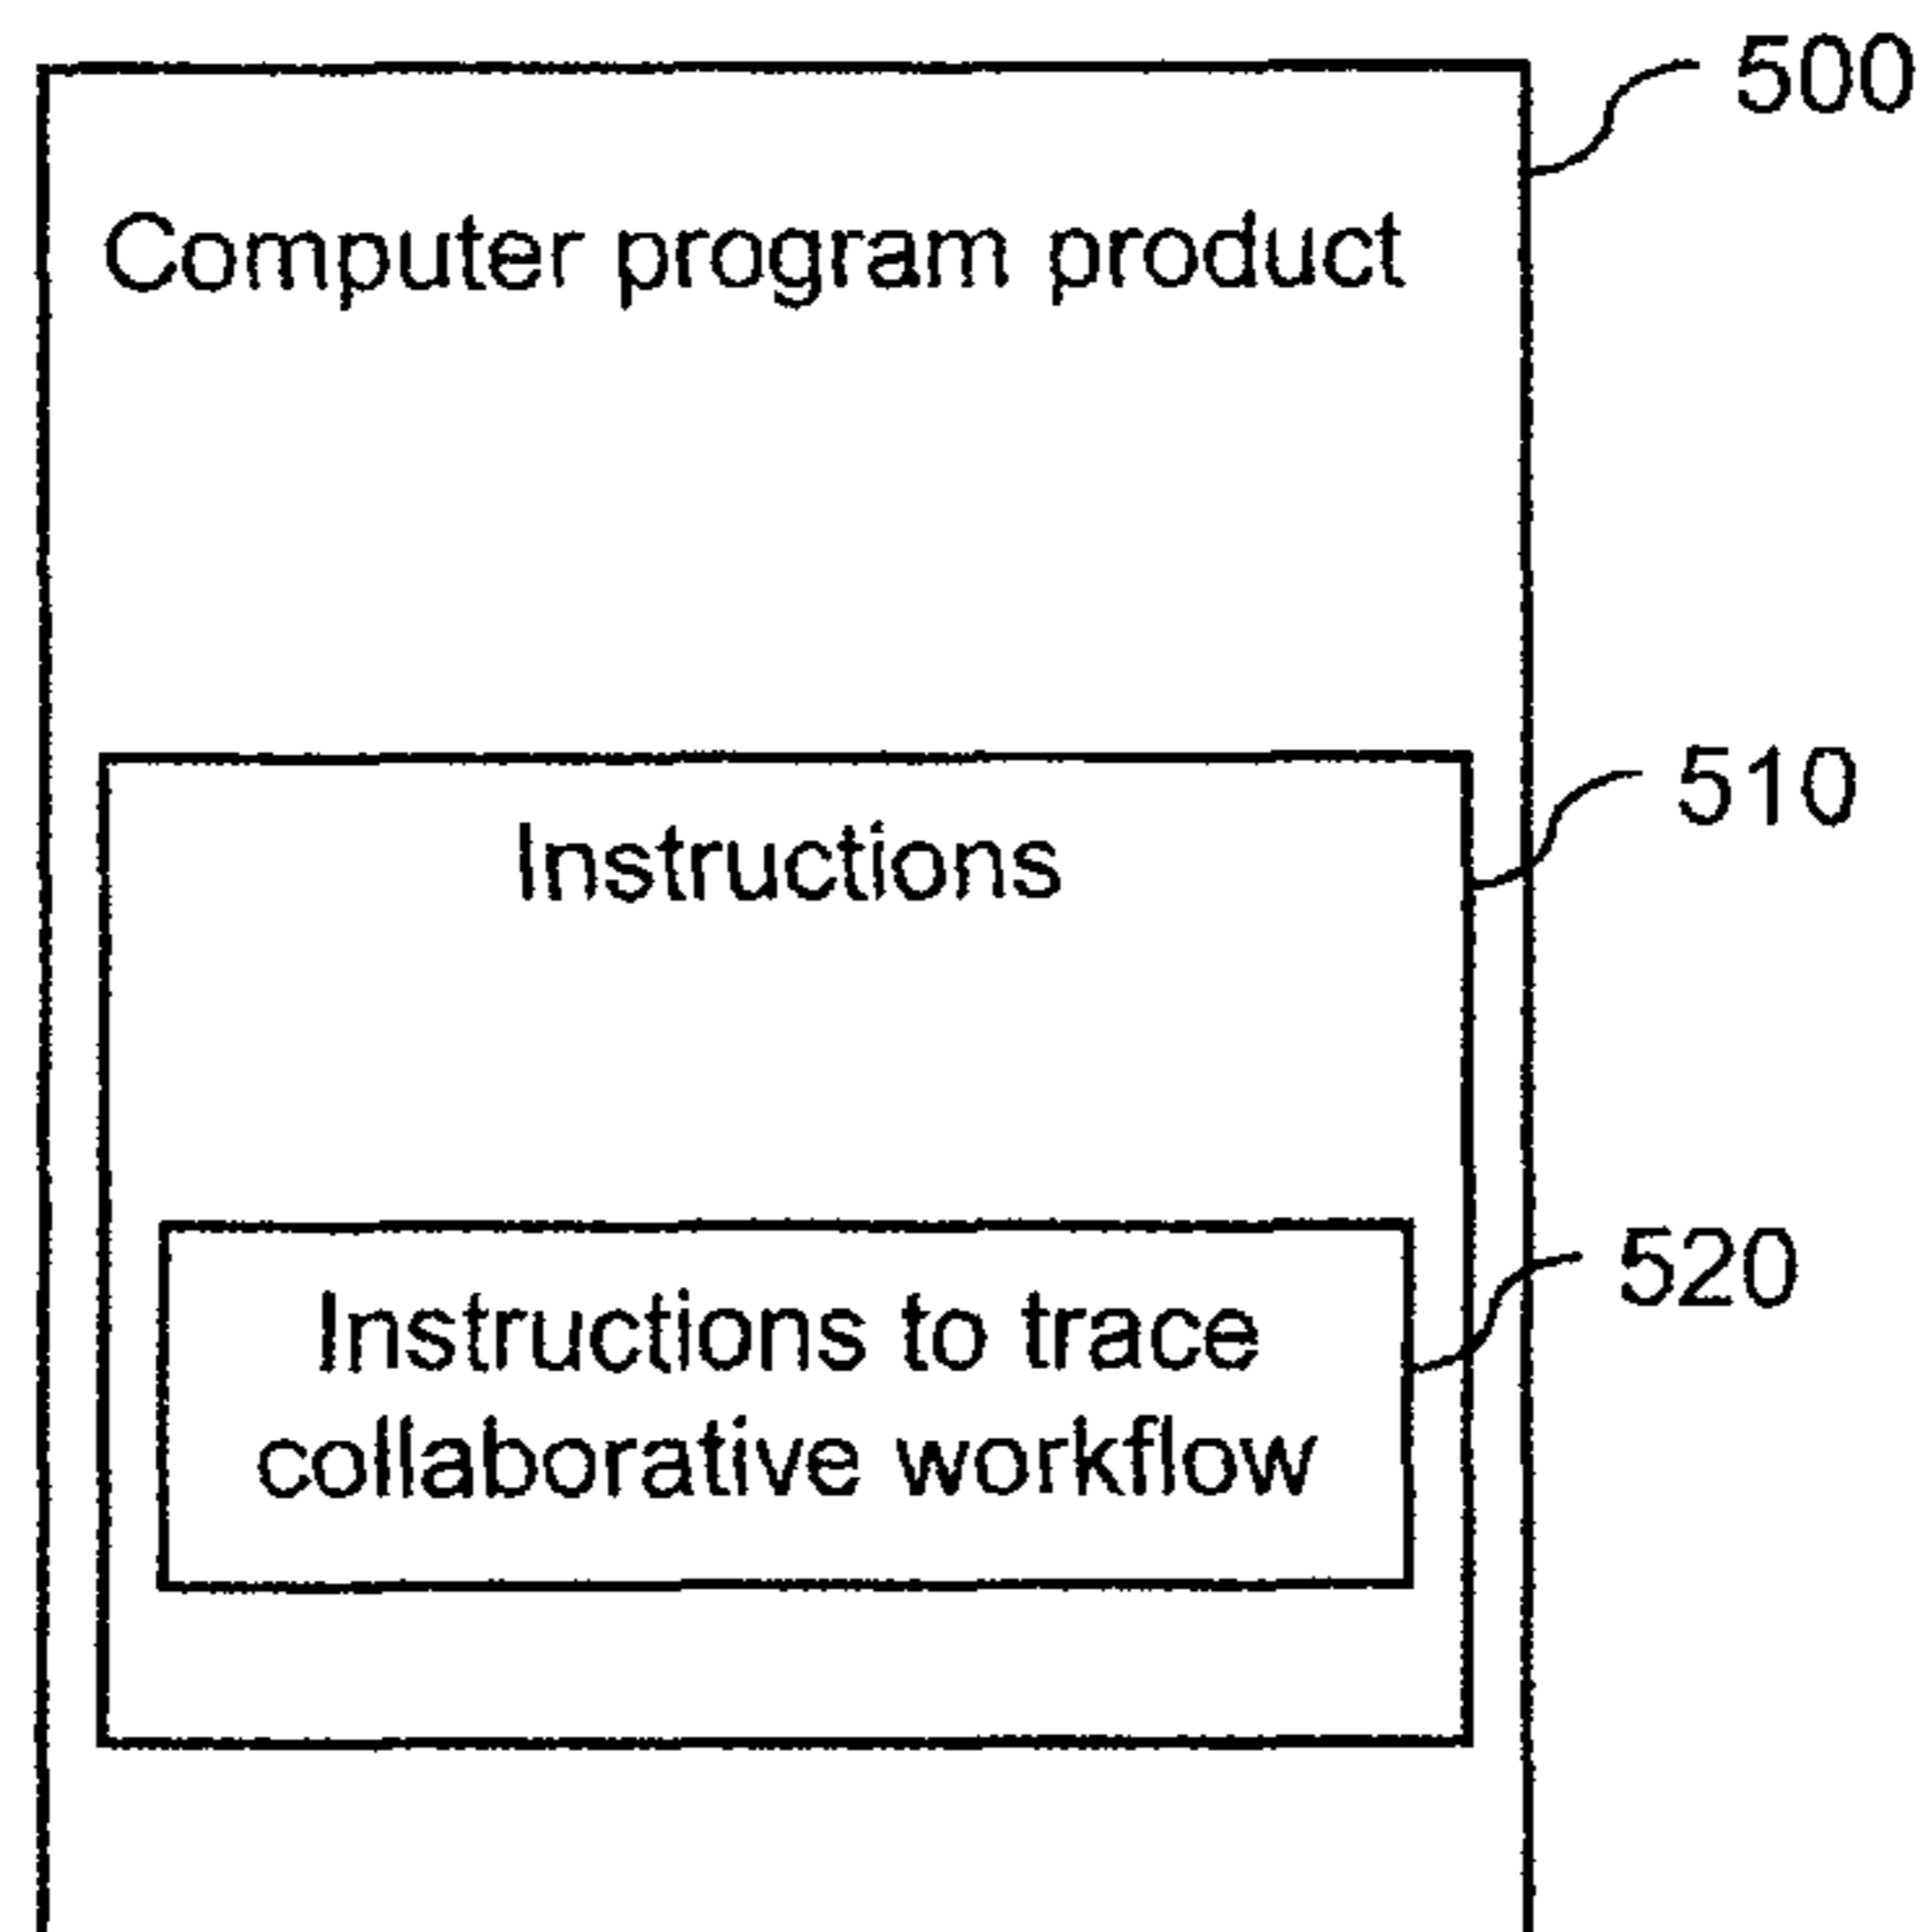 500
Computer program product
510
Instructions
520
Instructions to trace
collaborative workflow